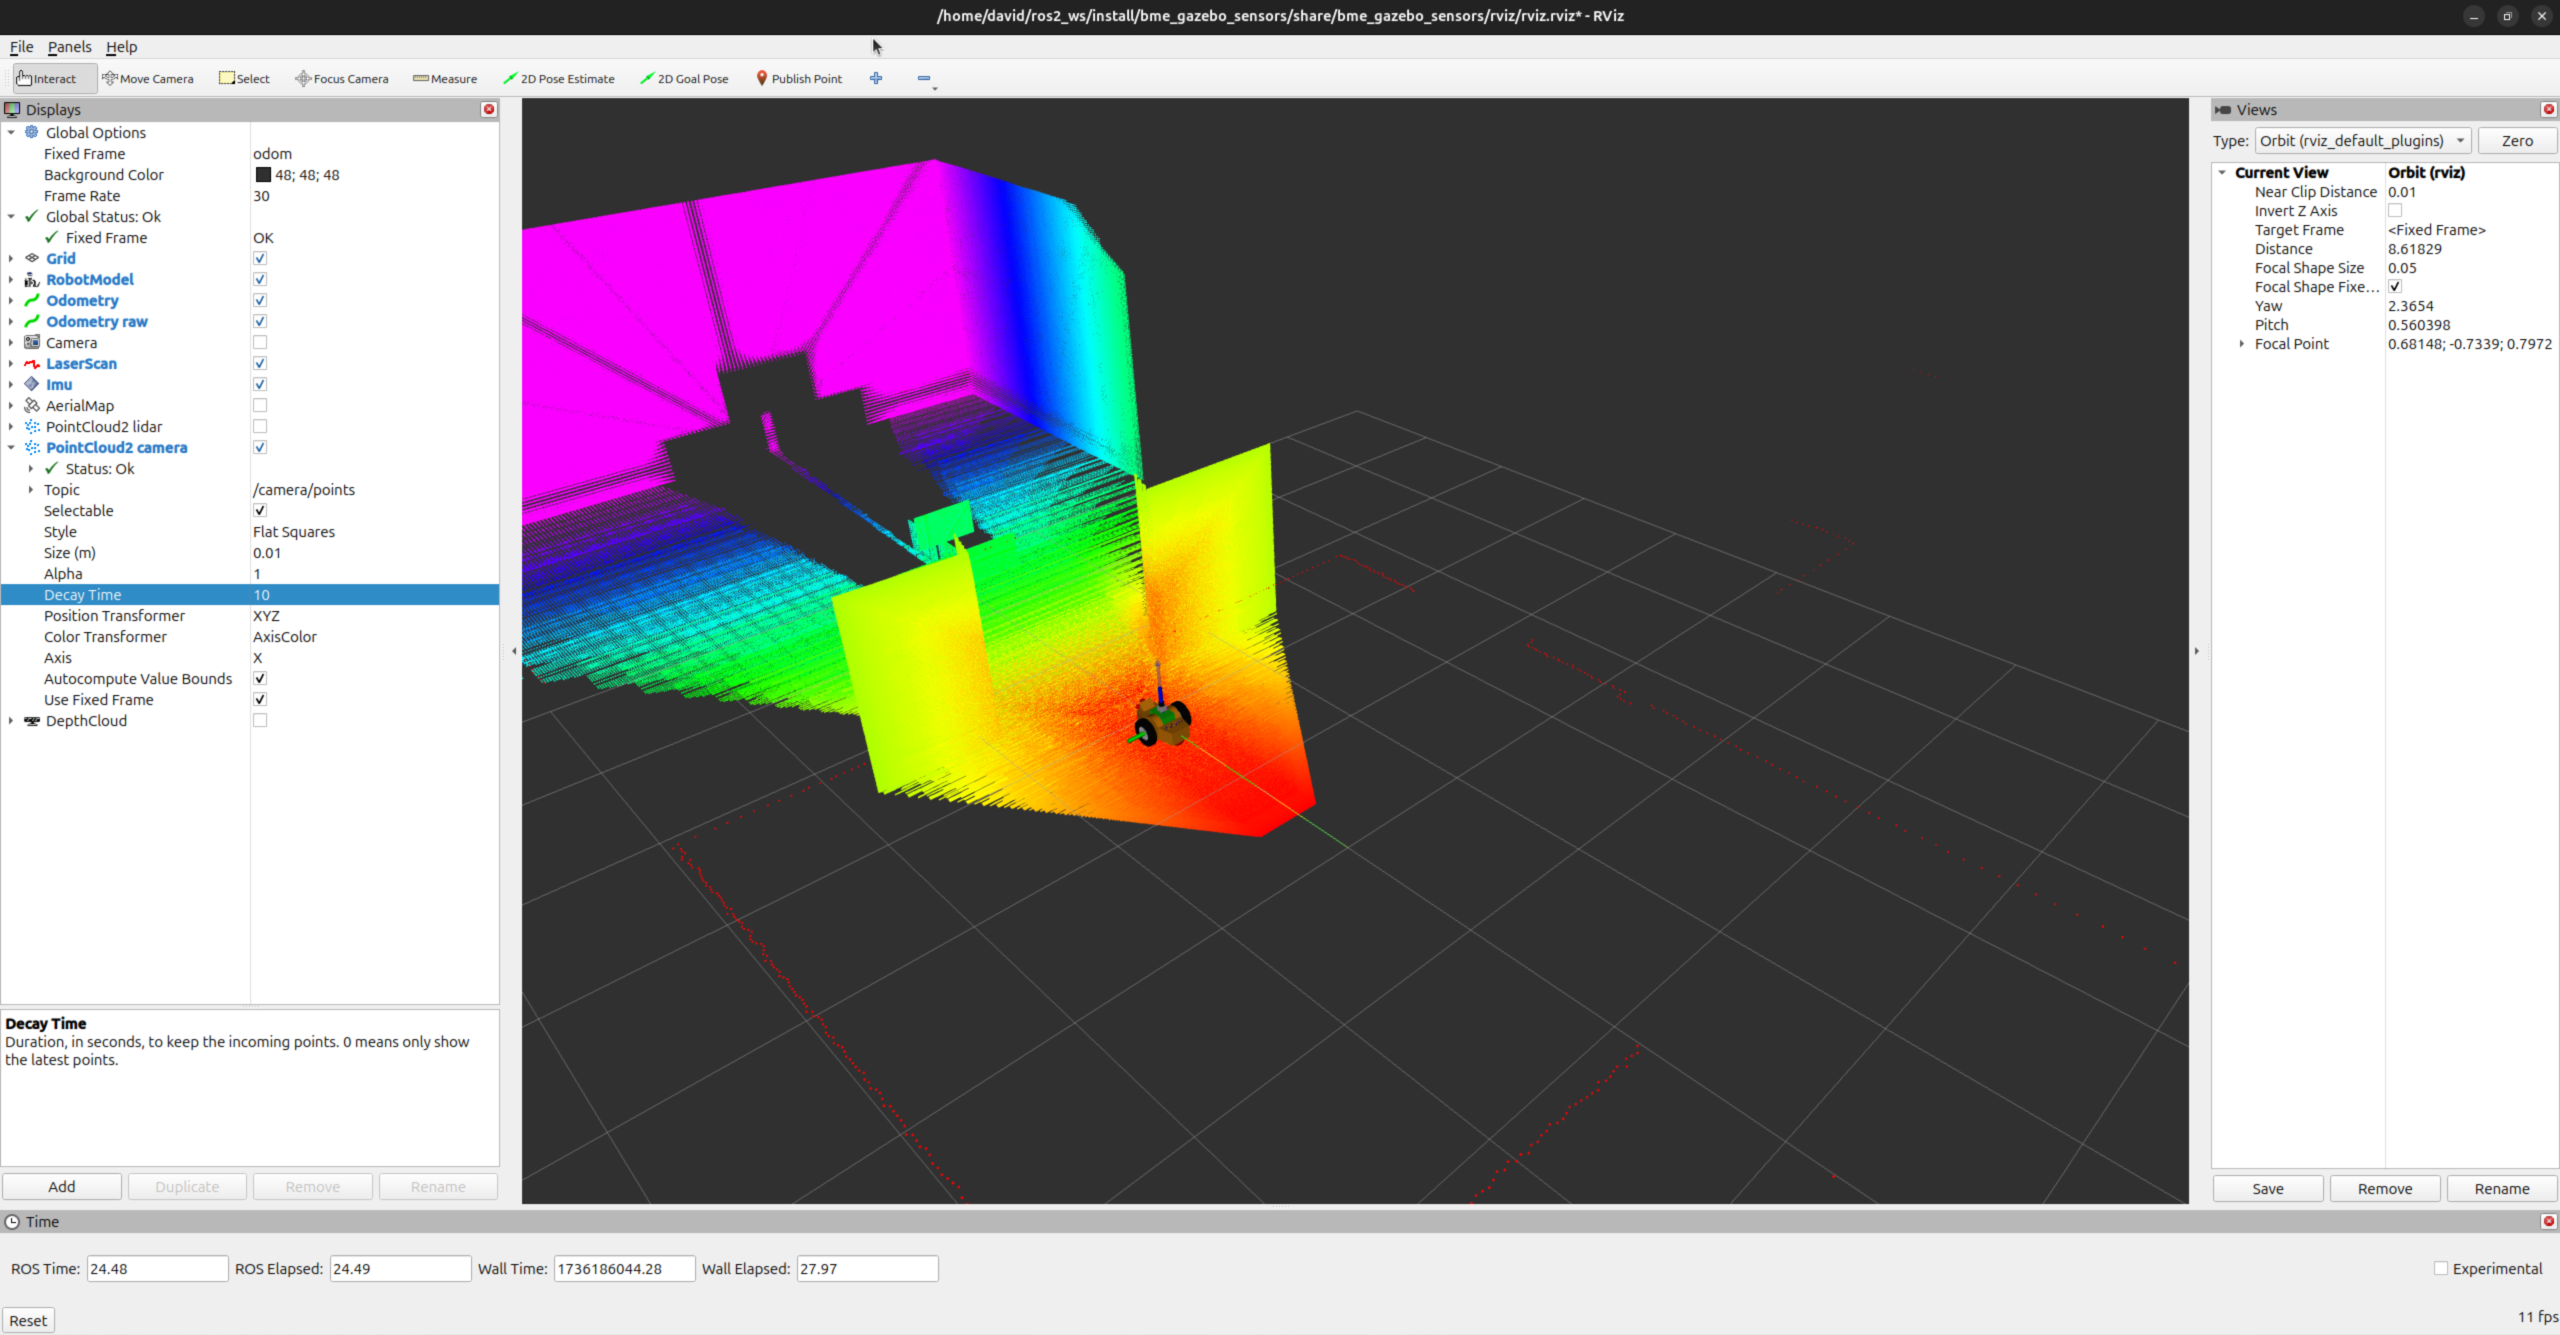 /home/david/ros2_ws/install/bme_gazebo_sensors/share/bme_gazebo_sensors/rviz/rviz.rviz* - RViz
File Panels Help
Interact Move Camera Select Focus Camera Measure 2D Pose Estimate 2D Goal Pose Publish Point
Displays
Global Options
Fixed Frame odom
Background Color 48; 48; 48
Frame Rate 30
Global Status: Ok
Fixed Frame OK
Grid
RobotModel
Odometry
Odometry raw
Camera
LaserScan
Imu
AerialMap
PointCloud2 lidar
PointCloud2 camera
Status: Ok
Topic /camera/points
Selectable
Style Flat Squares
Size (m) 0.01
Alpha 1
Decay Time 10
Position Transformer XYZ
Color Transformer AxisColor
Axis X
Autocompute Value Bounds
Use Fixed Frame
DepthCloud
Decay Time
Duration, in seconds, to keep the incoming points. 0 means only show
the latest points.
Add Duplicate Remove Rename
Views
Type: Orbit (rviz_default_plugins) Zero
Current View Orbit (rviz)
Near Clip Distance 0.01
Invert Z Axis
Target Frame <Fixed Frame>
Distance 8.61829
Focal Shape Size 0.05
Focal Shape Fixe...
Yaw 2.3654
Pitch 0.560398
Focal Point 0.68148; -0.7339; 0.7972
Save Remove Rename
Time
ROS Time: 24.48 ROS Elapsed: 24.49 Wall Time: 1736186044.28 Wall Elapsed: 27.97 Experimental
Reset 11 fps